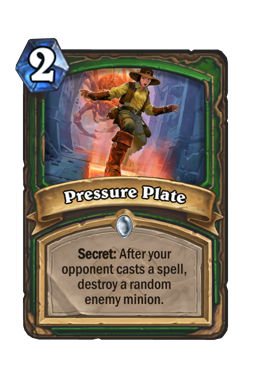 2
Pressure Plate
Secret: After your
opponent casts a spell,
destroy a random
enemy minion.